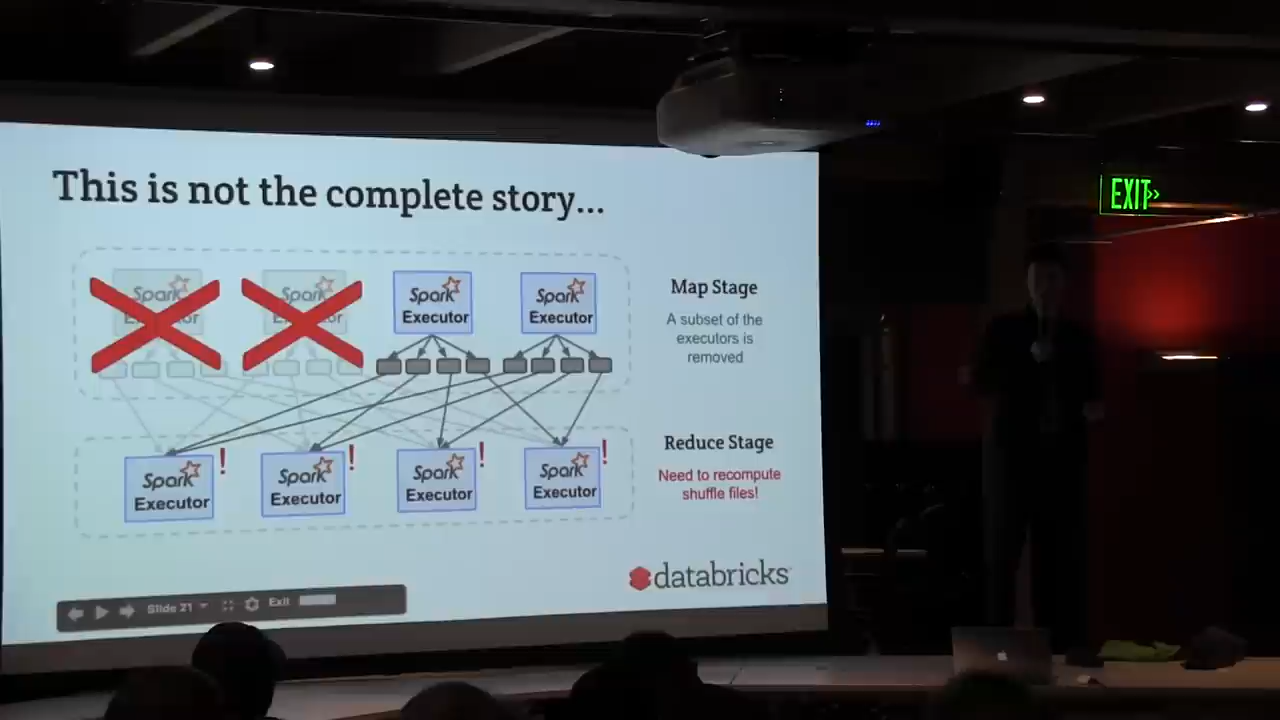 This is not the complete story...
Spark
Spark
Spark
Executor
Spark
Executor
Map Stage
A subset of the
executors is
removed
Spark
Executor
!
Spark
Executor
!
Spark
Executor
!
Spark
Executor
!
Reduce Stage
Need to recompute
shuffle files!
databricks
Slide 21
Exit
EXIT